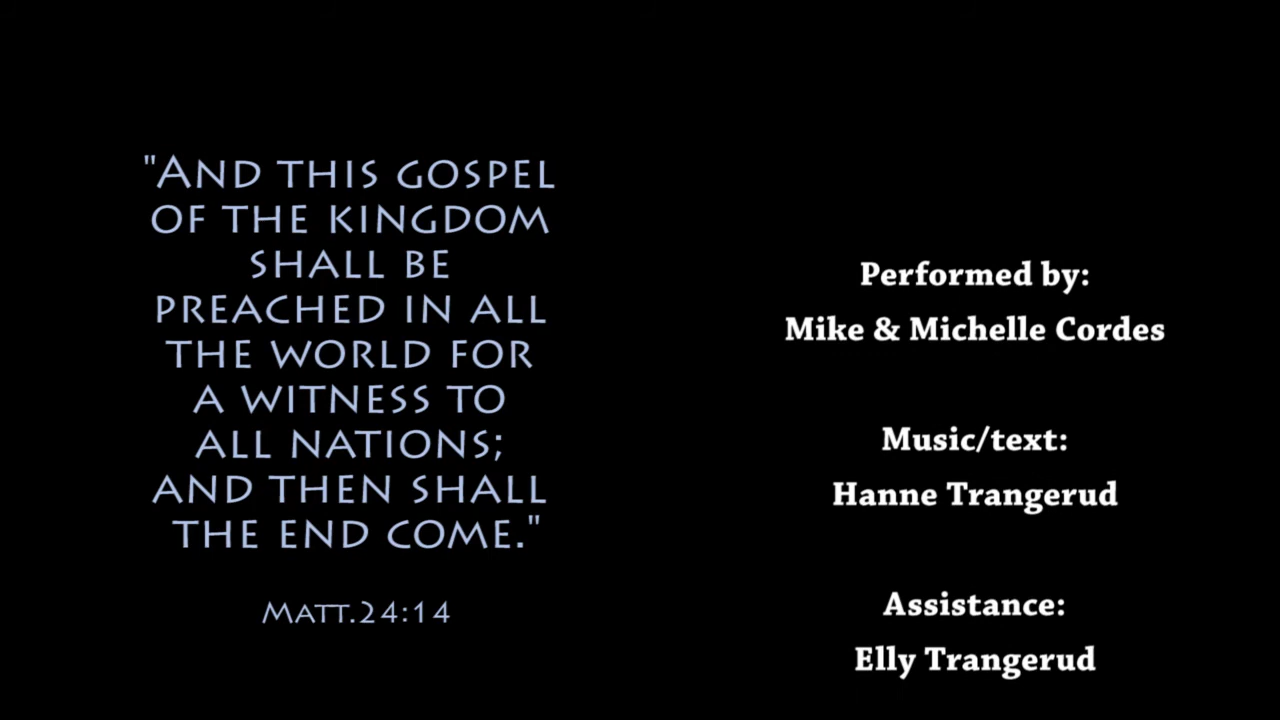 "And this gospel
of the kingdom
shall be
preached in all
the world for
a witness to
all nations;
and then shall
the end come."
Matt.24:14
Performed by:
Mike & Michelle Cordes
Music/text:
Hanne Trangerud
Assistance:
Elly Trangerud